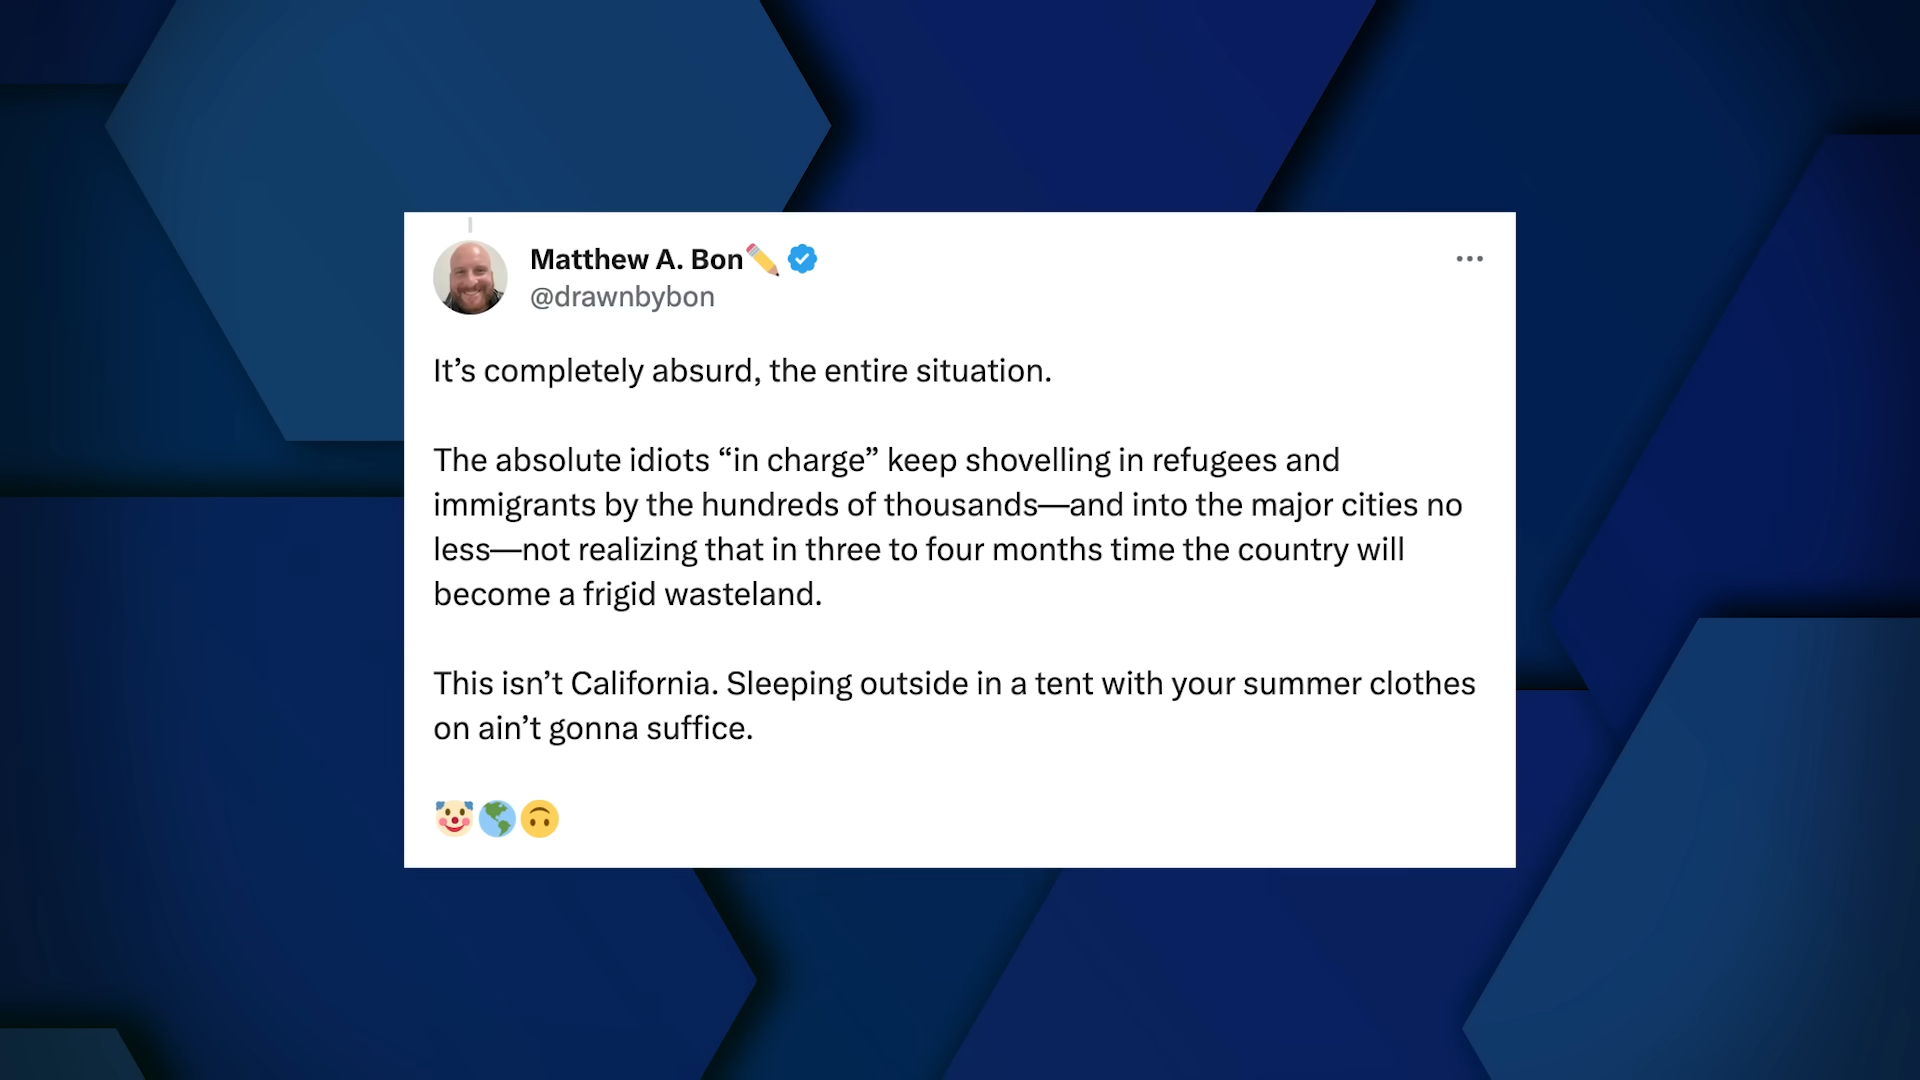 Matthew A. Bon✏️
@drawnbybon
It’s completely absurd, the entire situation.
The absolute idiots “in charge” keep shovelling in refugees and
immigrants by the hundreds of thousands—and into the major cities no
less—not realizing that in three to four months time the country will
become a frigid wasteland.
This isn’t California. Sleeping outside in a tent with your summer clothes
on ain’t gonna suffice.
🤡🌎🙃